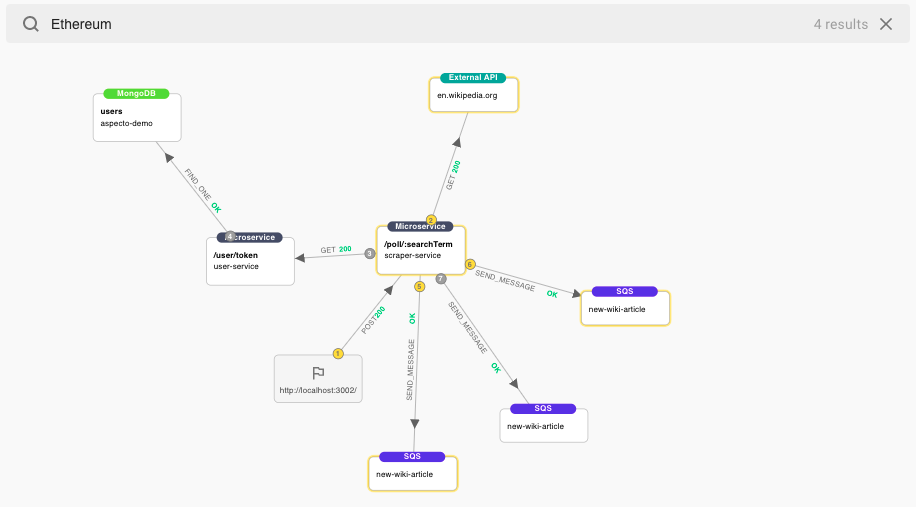 Ethereum
4 results
External API
en.wikipedia.org
MongoDB
users
aspecto-demo
GET 200
FIND_ONE OK
2
Microservice
/poll/:searchTerm
scraper-service
4
/user/token
user-service
GET 200
3
6
SEND_MESSAGE OK
7
5
SQS
new-wiki-article
POST 200
1
http://localhost:3002/
SEND_MESSAGE OK
SEND_MESSAGE OK
SQS
new-wiki-article
SQS
new-wiki-article